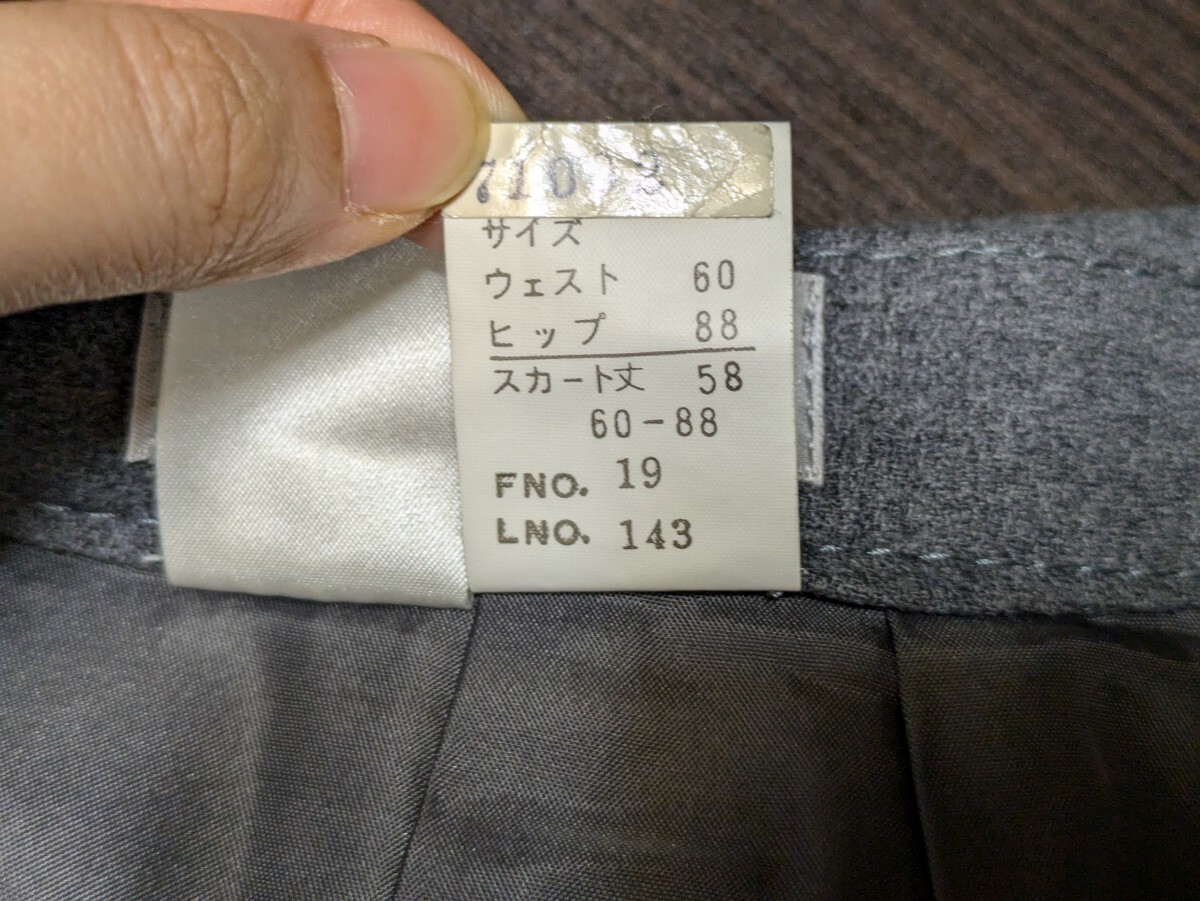 サイズ
ウェスト 60
ヒップ 88
スカート丈 58
60-88
FNO. 19
LNO. 143